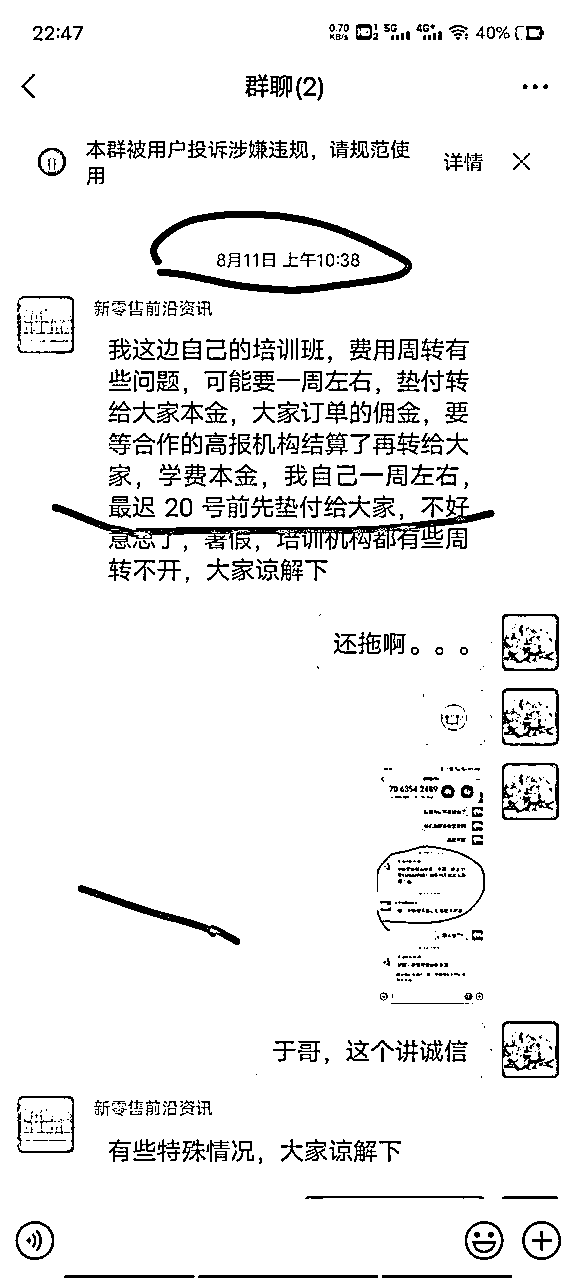 22:47
0.70 KB/s HD 1 2 5G 4G+ 40%
群聊(2)
本群被用户投诉涉嫌违规，请规范使
用
详情
8月11日 上午10:38
新零售前沿资讯
我这边自己的培训班，费用周转有
些问题，可能要一周左右，垫付转
给大家本金，大家订单的佣金，要
等合作的高报机构结算了再转给大
家，学费本金，我自己一周左右，
最迟 20 号前先垫付给大家，不好
意思了，暑假，培训机构都有些周
转不开，大家谅解下
还拖啊。。。
于哥，这个讲诚信
新零售前沿资讯
有些特殊情况，大家谅解下